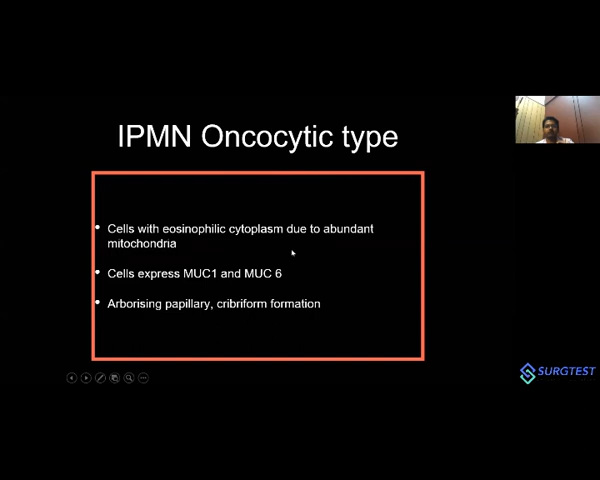 IPMN Oncocytic type
• Cells with eosinophilic cytoplasm due to abundant
mitochondria
• Cells express MUC1 and MUC 6
• Arborising papillary, cribriform formation
SURGTEST